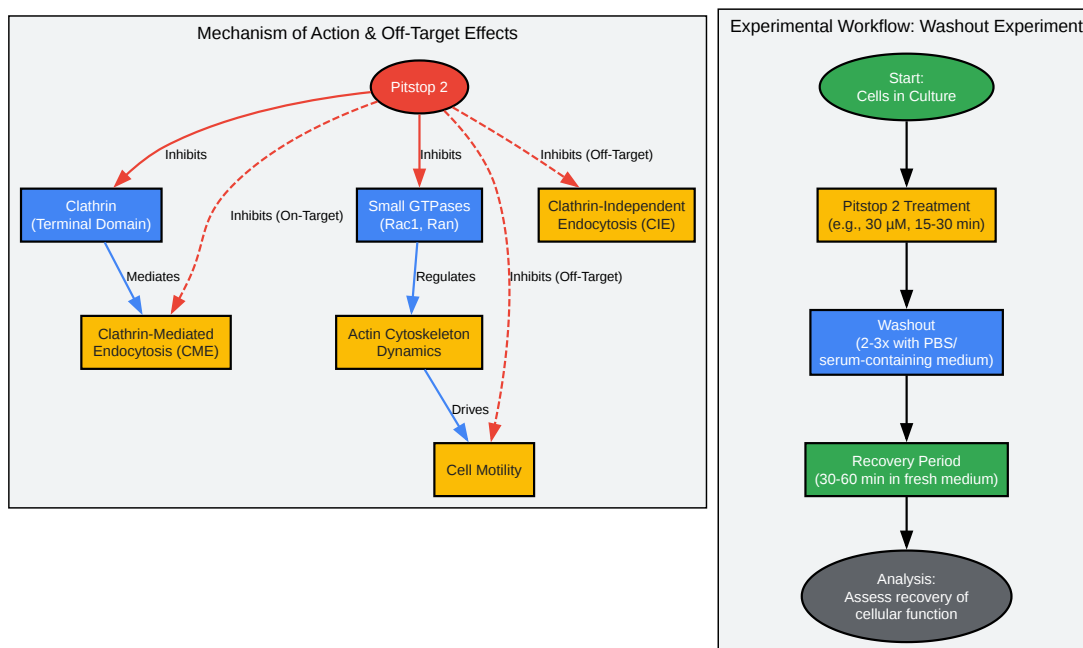 Mechanism of Action & Off-Target Effects
Pitstop 2
Inhibits
Inhibits
Inhibits (Off-Target)
Clathrin
(Terminal Domain)
Inhibits (On-Target)
Small GTPases
(Rac1, Ran)
Clathrin-Independent
Endocytosis (CIE)
Mediates
Regulates
Inhibits (Off-Target)
Clathrin-Mediated
Endocytosis (CME)
Actin Cytoskeleton
Dynamics
Drives
Cell Motility
Experimental Workflow: Washout Experiment
Start:
Cells in Culture
Pitstop 2 Treatment
(e.g., 30 µM, 15-30 min)
Washout
(2-3x with PBS/
serum-containing medium)
Recovery Period
(30-60 min in fresh medium)
Analysis:
Assess recovery of
cellular function